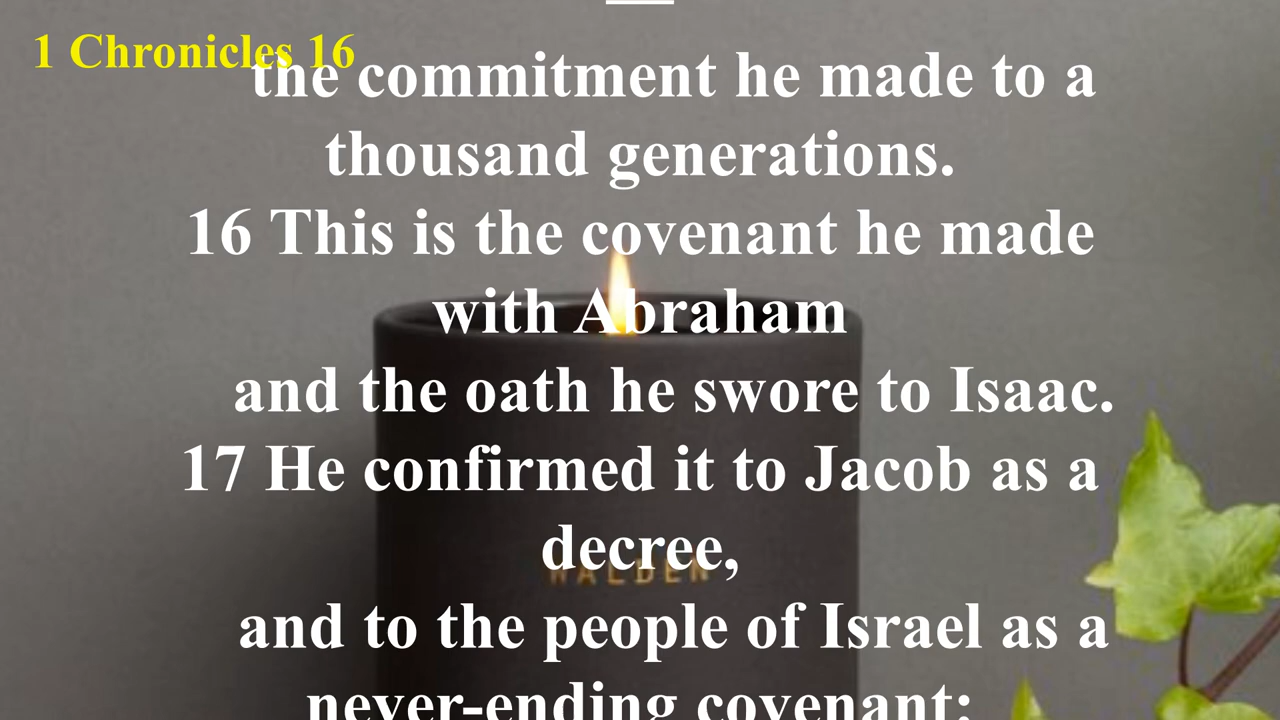 1 Chronicles 16
the commitment he made to a
thousand generations.
16 This is the covenant he made
with Abraham
and the oath he swore to Isaac.
17 He confirmed it to Jacob as a
decree,
WALDEN
and to the people of Israel as a
never-ending covenant: